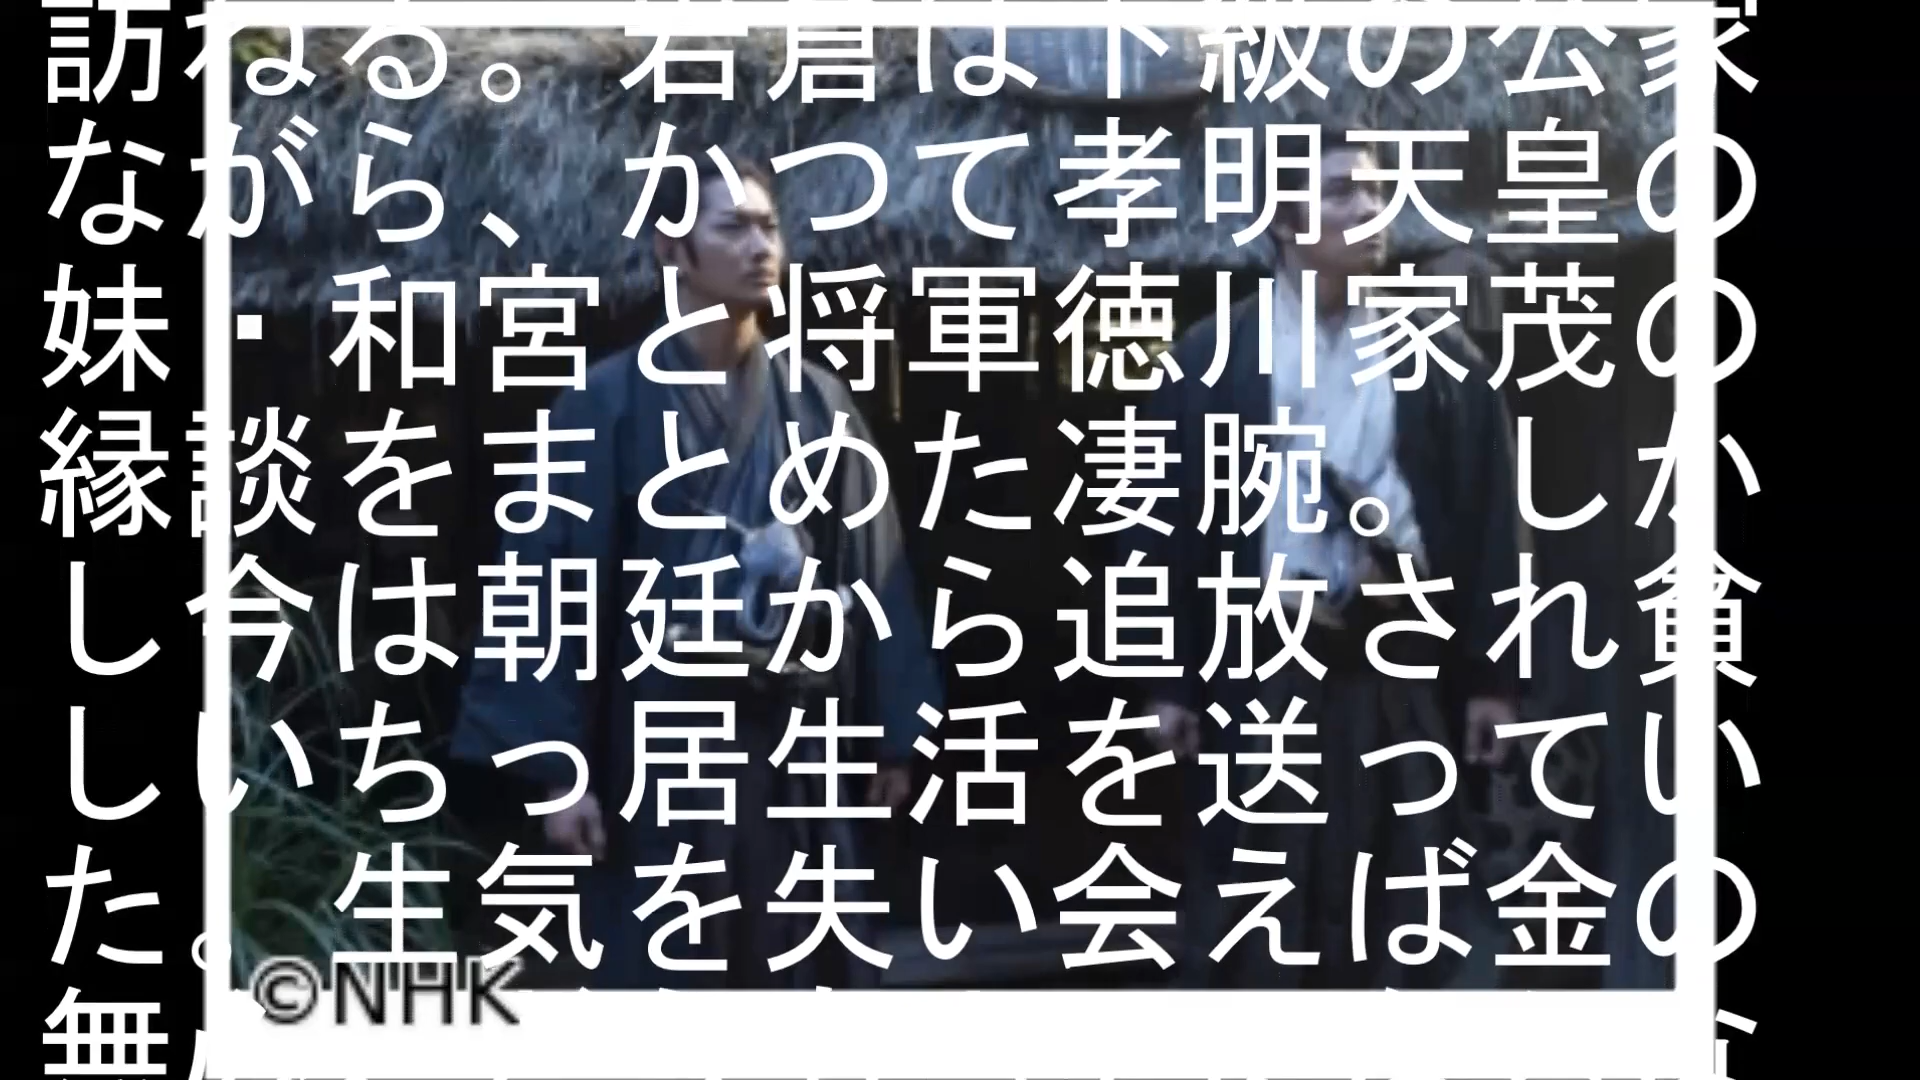 訪ねる。岩倉は下級の公家
ながら、かつて孝明天皇の
妹・和宮と将軍徳川家茂の
縁談をまとめた凄腕。しか
し今は朝廷から追放され貧
しいちっ居生活を送ってい
た。生気を失い会えば金の
無心
©NHK